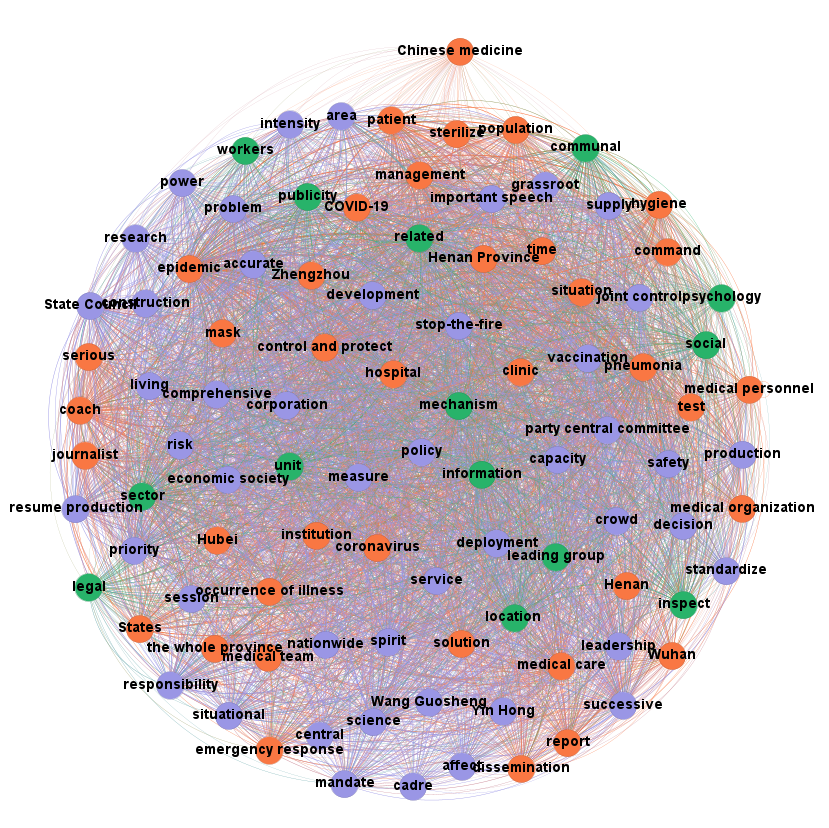 Chinese medicine
area
patient
intensity
sterilize
population
workers
communal
power
management
publicity
problem
COVID-19
important speech
grassroot
supply
hygiene
research
related
time
command
epidemic
accurate
Zhengzhou
Henan Province
development
situation
joint control
psychology
State Council
construction
stop-the-fire
mask
serious
control and protect
social
living
comprehensive
hospital
clinic
vaccination
pneumonia
medical personnel
coach
corporation
mechanism
test
party central committee
journalist
risk
policy
production
unit
economic society
measure
information
capacity
safety
sector
resume production
medical organization
decision
Hubei
institution
coronavirus
deployment
crowd
priority
leading group
legal
session
occurrence of illness
service
Henan
standardize
inspect
location
States
the whole province
medical team
nationwide
spirit
solution
leadership
Wuhan
responsibility
medical care
situational
science
Wang Guosheng
Yin Hong
successive
central
emergency response
report
affect
dissemination
mandate
cadre